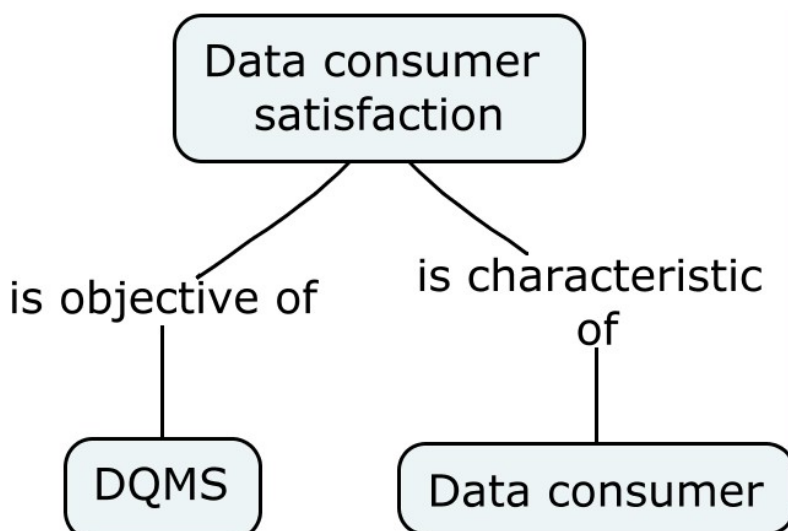 Data consumer
satisfaction
is objective of
is characteristic
of
DQMS
Data consumer